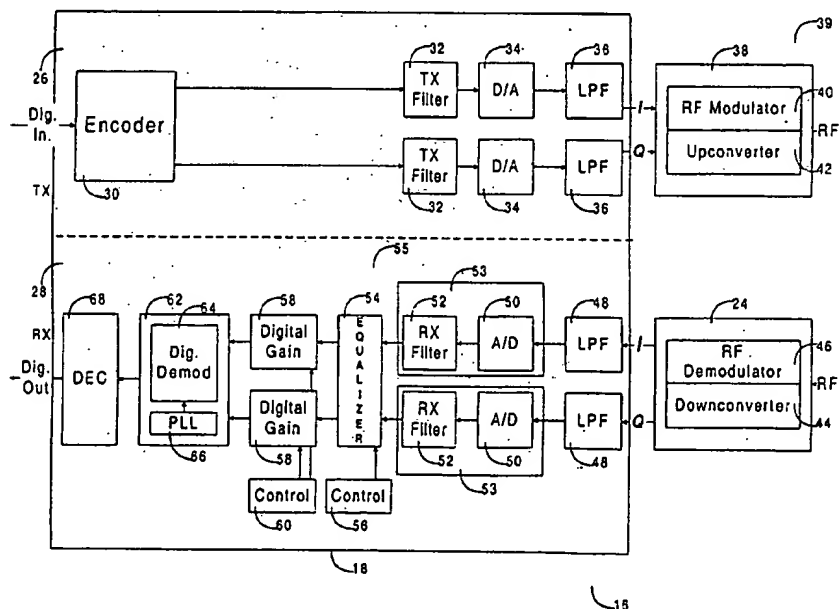 39
26
32
34
36
38
TX
Filter
D/A
LPF
I
40
RF Modulator
Dig.
In.
Encoder
RF
TX
Filter
D/A
LPF
Q
Upconverter
42
30
TX
32
34
36
55
28
68
62
64
58
54
53
52
50
48
24
RX
Dig.
Out
DEC
Dig.
Demod
PLL
66
Digital
Gain
EQUALIZER
RX
Filter
A/D
LPF
I
RF
Demodulator
46
RF
Digital
Gain
58
RX
Filter
52
A/D
50
LPF
48
Q
Downconverter
44
53
Control
60
Control
56
18
16